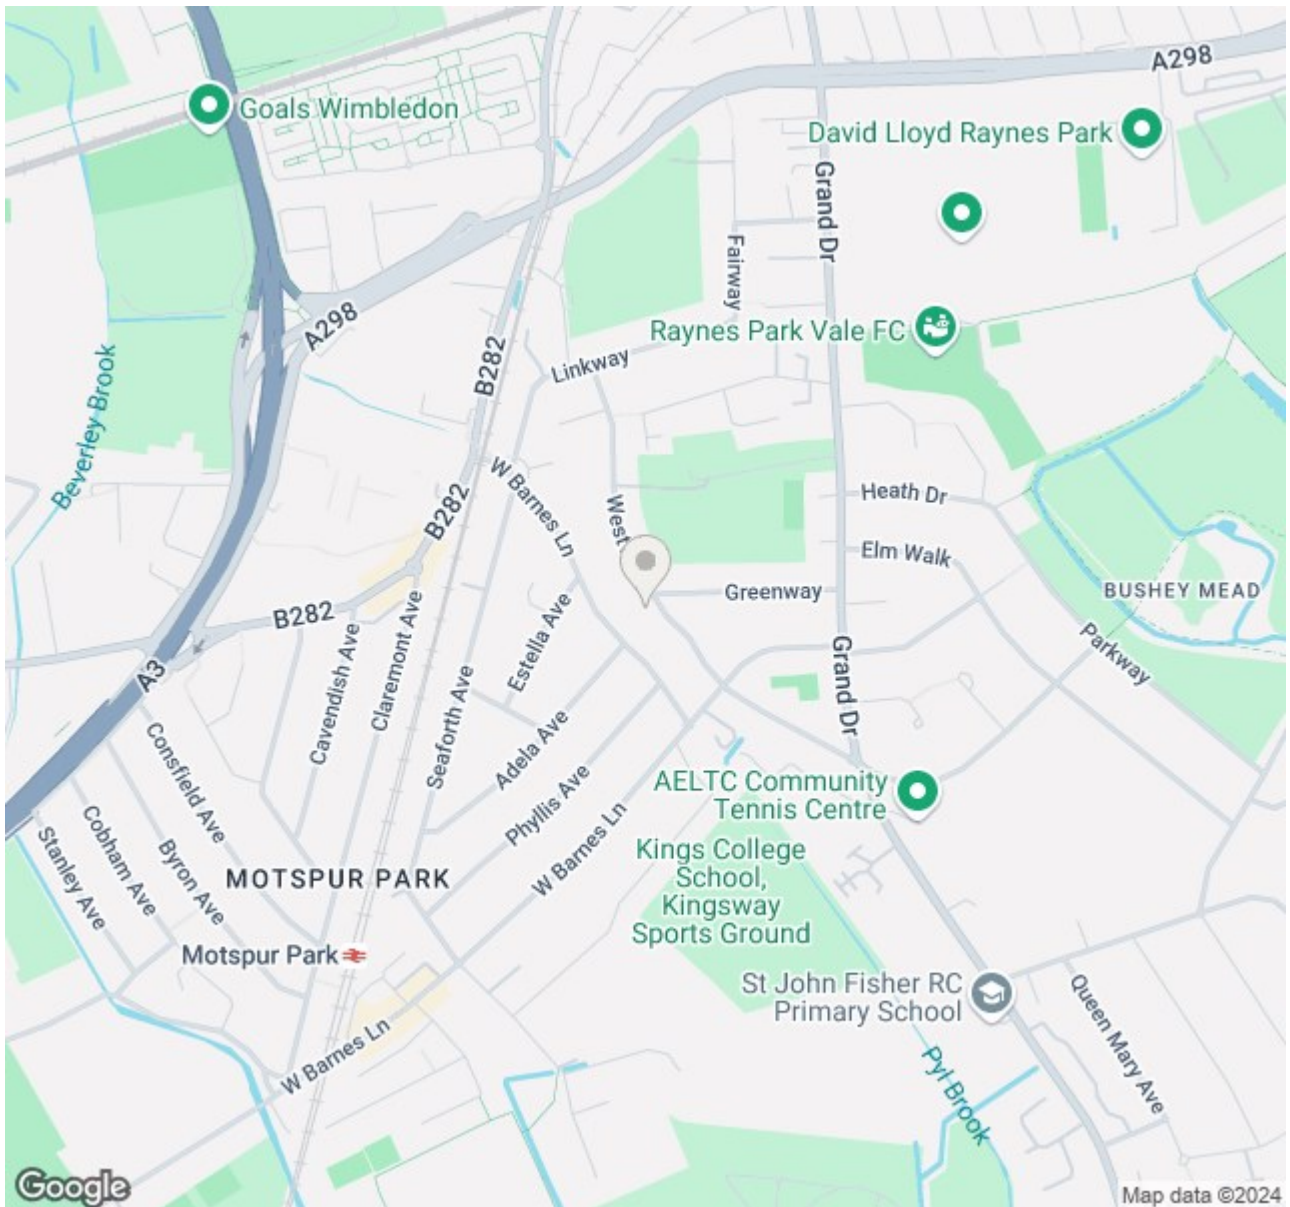 A298
Goals Wimbledon
David Lloyd Raynes Park
Grand Dr
Fairway
A298
Raynes Park Vale FC
B282
Linkway
Beverley Brook
W Barnes Ln
B282
West
Heath Dr
Elm Walk
Greenway
BUSHEY MEAD
B282
Estella Ave
Claremont Ave
Cavendish Ave
Grand Dr
Parkway
A3
Seaforth Ave
Adela Ave
Consfield Ave
Phyllis Ave
AELTC Community
Tennis Centre
Cobham Ave
Stanley Ave
Byron Ave
W Barnes Ln
MOTSPUR PARK
Kings College
School,
Kingsway
Sports Ground
Motspur Park
St John Fisher RC
Primary School
Queen Mary Ave
W Barnes Ln
Pyl Brook
Google
Map data ©2024